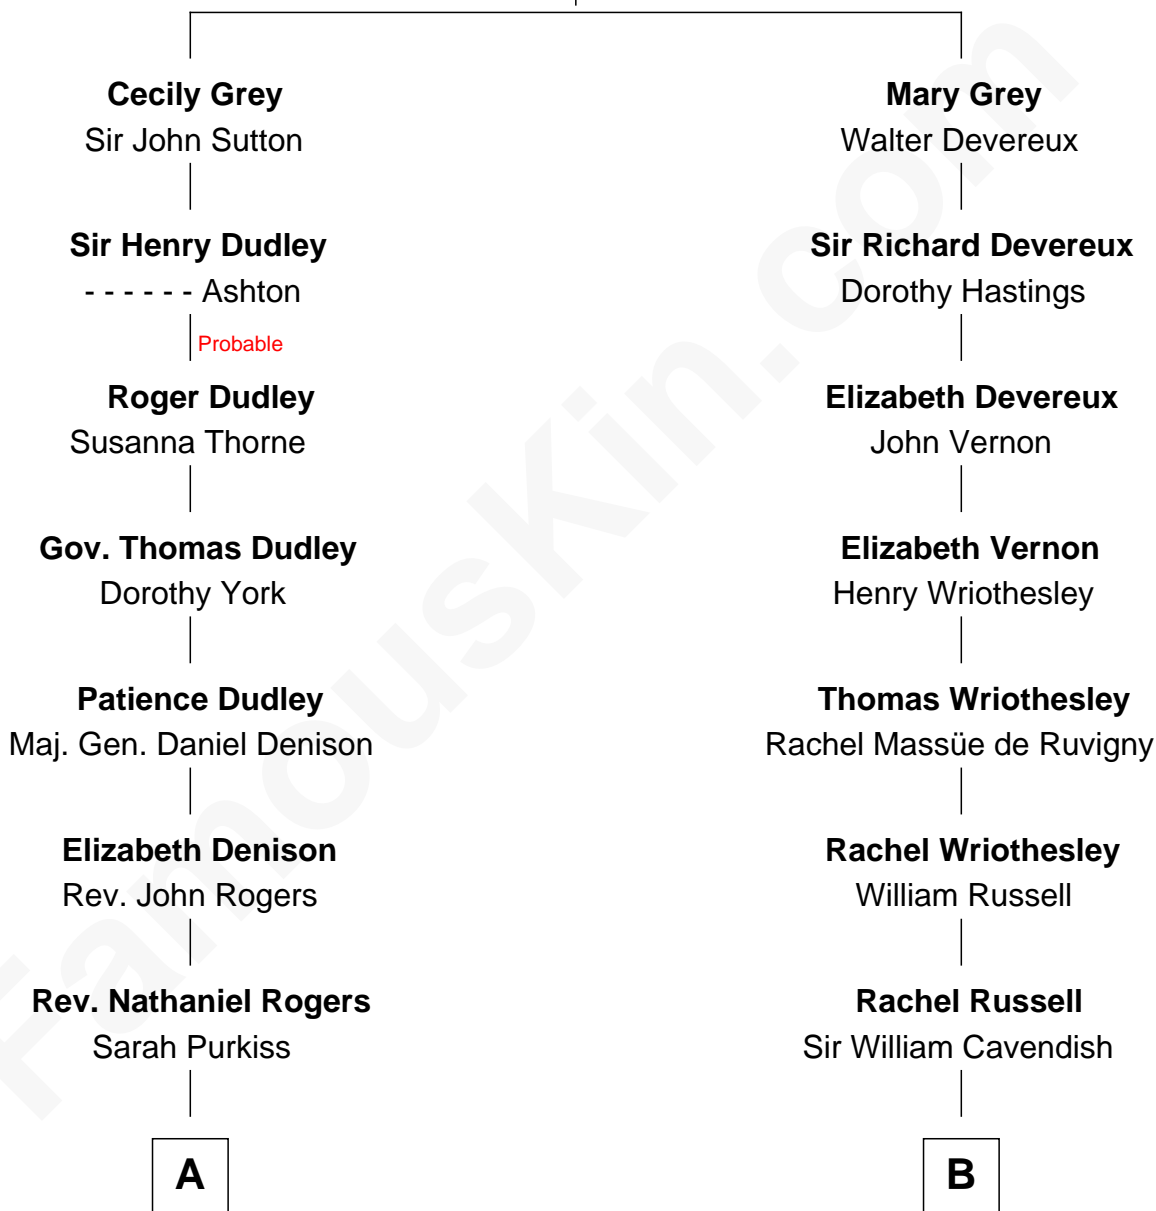 Cecily Grey
Sir John Sutton
Mary Grey
Walter Devereux
Sir Henry Dudley
- - - - - - Ashton
Sir Richard Devereux
Dorothy Hastings
Probable
Roger Dudley
Susanna Thorne
Elizabeth Devereux
John Vernon
Gov. Thomas Dudley
Dorothy York
Elizabeth Vernon
Henry Wriothesley
Patience Dudley
Maj. Gen. Daniel Denison
Thomas Wriothesley
Rachel Massüe de Ruvigny
Elizabeth Denison
Rev. John Rogers
Rachel Wriothesley
William Russell
Rev. Nathaniel Rogers
Sarah Purkiss
Rachel Russell
Sir William Cavendish
A
B
FamousKin.com